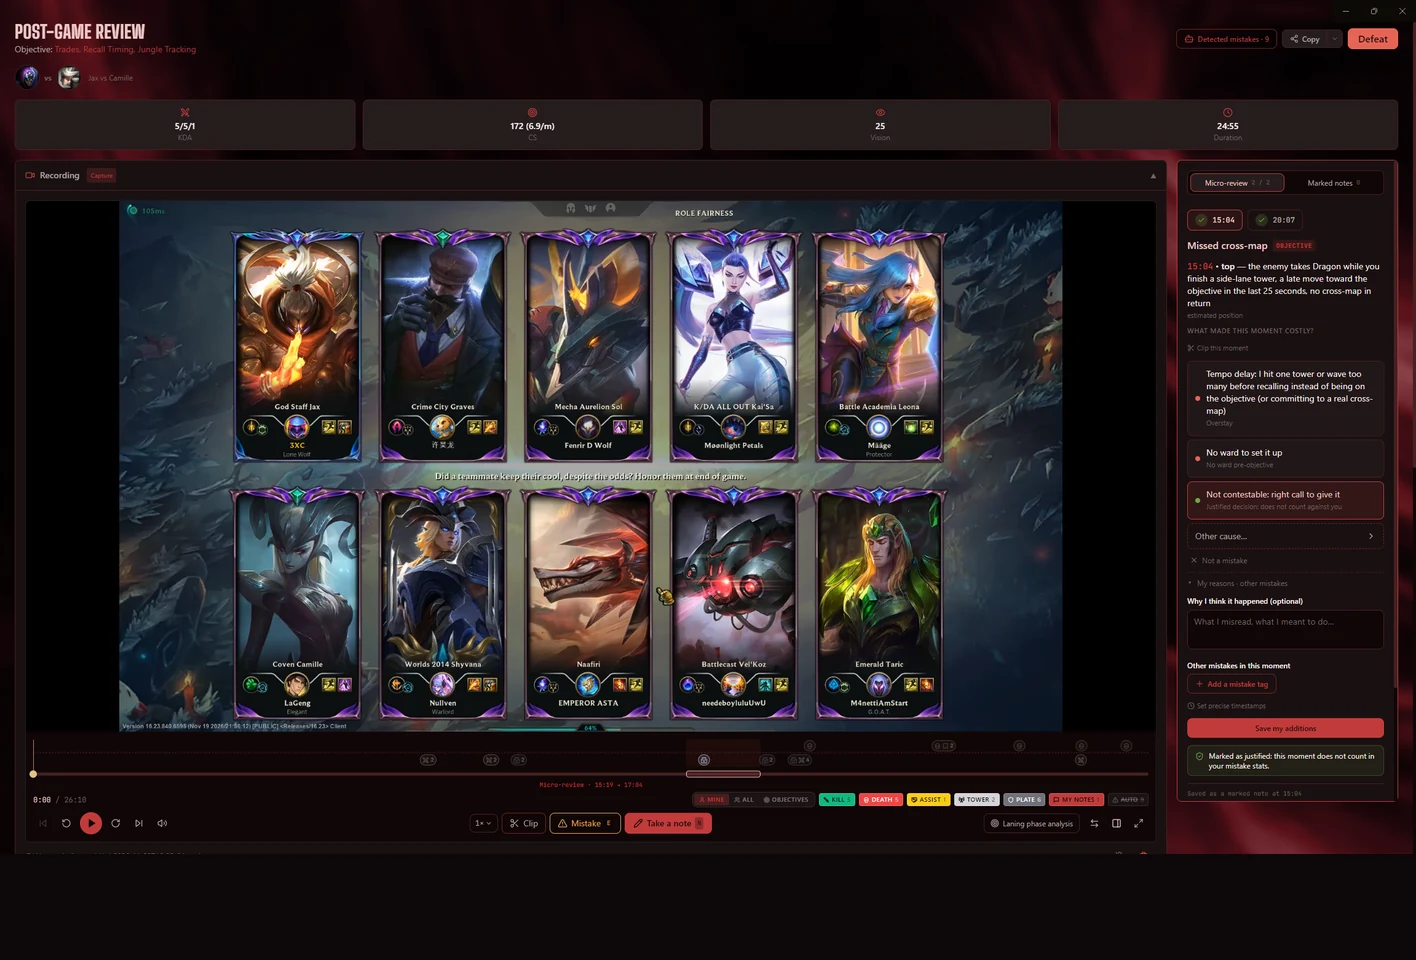 POST-GAME REVIEW
Objective: Trades, Recall Timing, Jungle Tracking
Detected mistakes · 9
Copy
Defeat
vs
Jax vs Camille
5/5/1
KDA
172 (6.9/m)
CS
25
Vision
24:55
Duration
Recording
Capture
105ms
ROLE FAIRNESS
God Staff Jax
3XC
Lone Wolf
Crime City Graves
Mecha Aurelion Sol
Fenrir D Wolf
K/DA ALL OUT Kai'Sa
Møønlight Petals
Battle Academia Leona
Määge
Protector
Did a teammate keep their cool, despite the odds? Honor them at end of game.
Coven Camille
LaGeng
Elegant
Worlds 2014 Shyvana
Nullven
Warlord
Naafiri
EMPEROR ASTA
Battlecast Vel'Koz
needeboyluluUwU
Emerald Taric
M4nettiAmStart
G.O.A.T.
64%
Micro-review · 15:19 → 17:04
0:00 / 26:10
MINE
ALL
OBJECTIVES
KILL 5
DEATH 5
ASSIST 1
TOWER 2
PLATE 6
MY NOTES 1
AUTO 9
1×
Clip
Mistake E
Take a note
Laning phase analysis
Micro-review 2 / 2
Marked notes 0
15:04
20:07
Missed cross-map
OBJECTIVE
15:04 • top — the enemy takes Dragon while you
finish a side-lane tower, a late move toward the
objective in the last 25 seconds, no cross-map in
return
estimated position
WHAT MADE THIS MOMENT COSTLY?
Clip this moment
Tempo delay: I hit one tower or wave too
many before recalling instead of being on
the objective (or committing to a real cross-
map)
Overstay
No ward to set it up
No ward pre-objective
Not contestable: right call to give it
Justified decision: does not count against you
Other cause...
Not a mistake
My reasons · other mistakes
Why I think it happened (optional)
What I misread, what I meant to do...
Other mistakes in this moment
Add a mistake tag
Set precise timestamps
Save my additions
Marked as justified: this moment does not count in
your mistake stats.
Saved as a marked note at 15:04